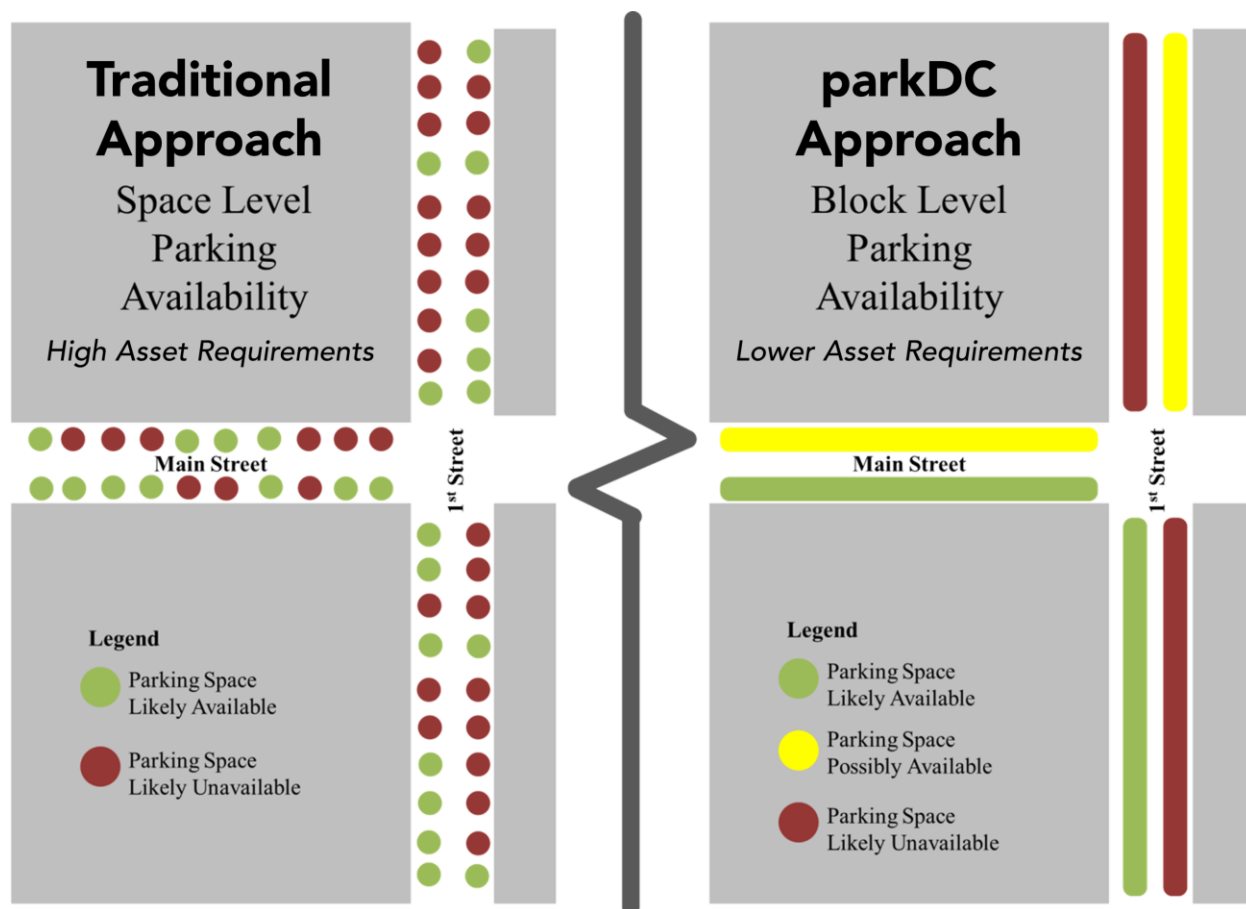 Traditional
Approach
Space Level
Parking
Availability
High Asset Requirements
Main Street
1st Street
Legend
Parking Space
Likely Available
Parking Space
Likely Unavailable
parkDC
Approach
Block Level
Parking
Availability
Lower Asset Requirements
Main Street
1st Street
Legend
Parking Space
Likely Available
Parking Space
Possibly Available
Parking Space
Likely Unavailable